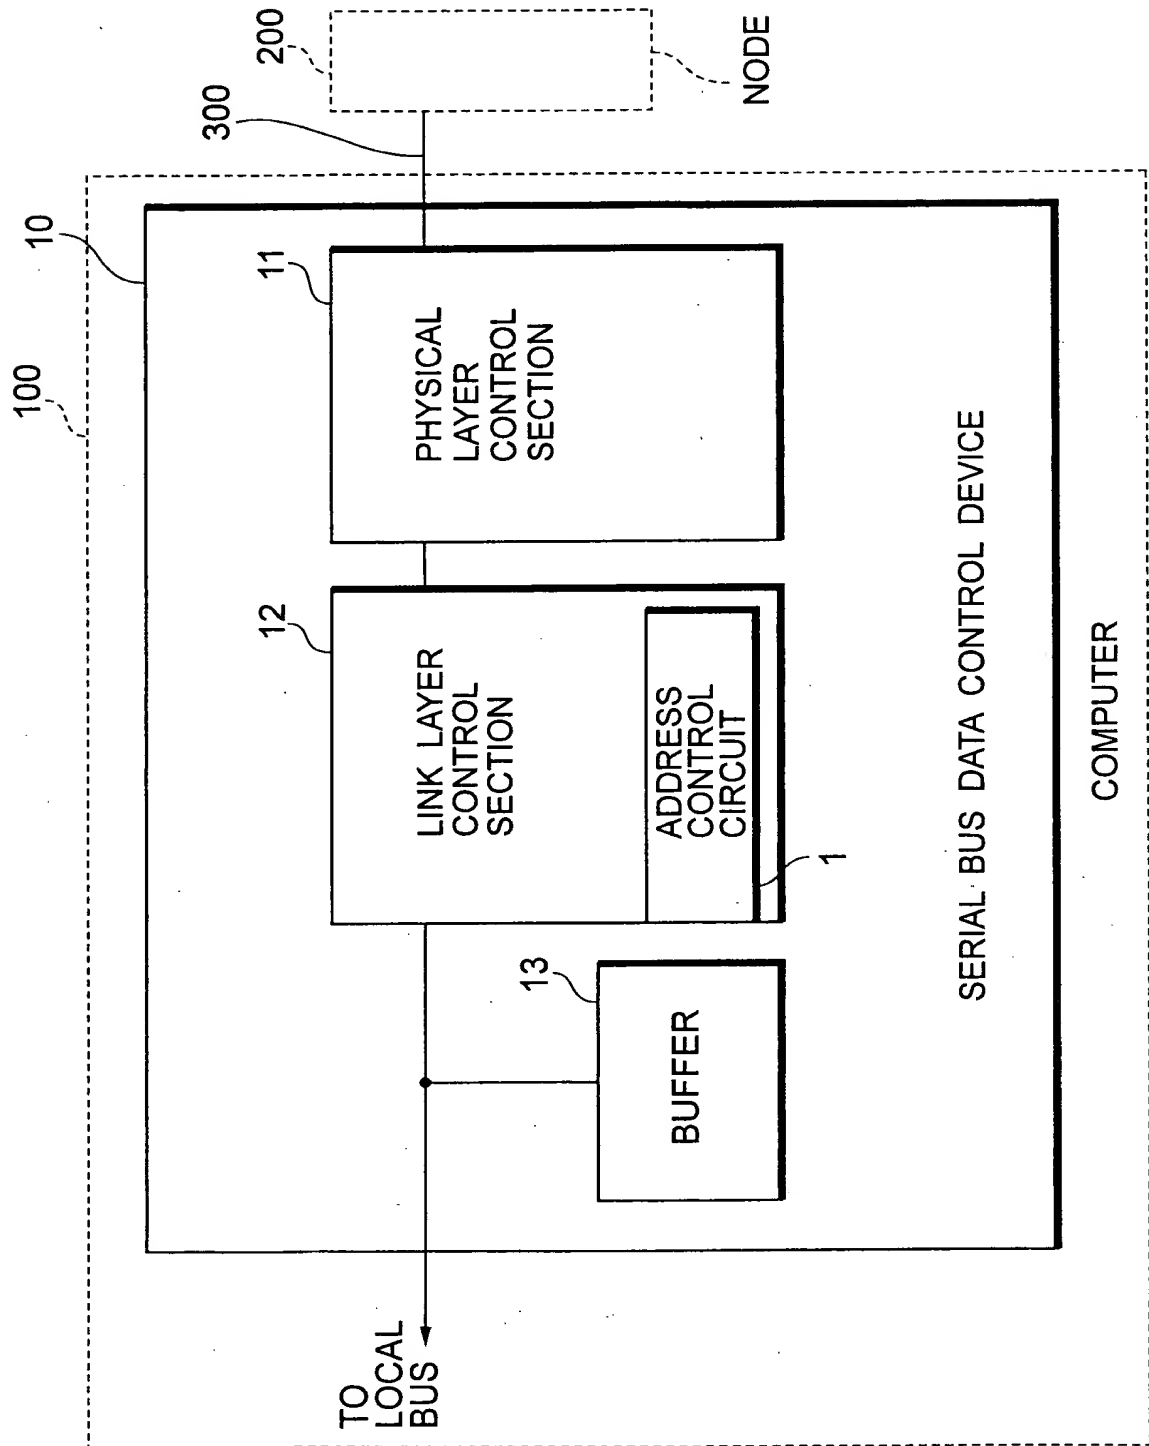 100
10
300
200
NODE
11
PHYSICAL
LAYER
CONTROL
SECTION
12
LINK LAYER
CONTROL
SECTION
ADDRESS
CONTROL
CIRCUIT
1
13
BUFFER
TO
LOCAL
BUS
SERIAL BUS DATA CONTROL DEVICE
COMPUTER